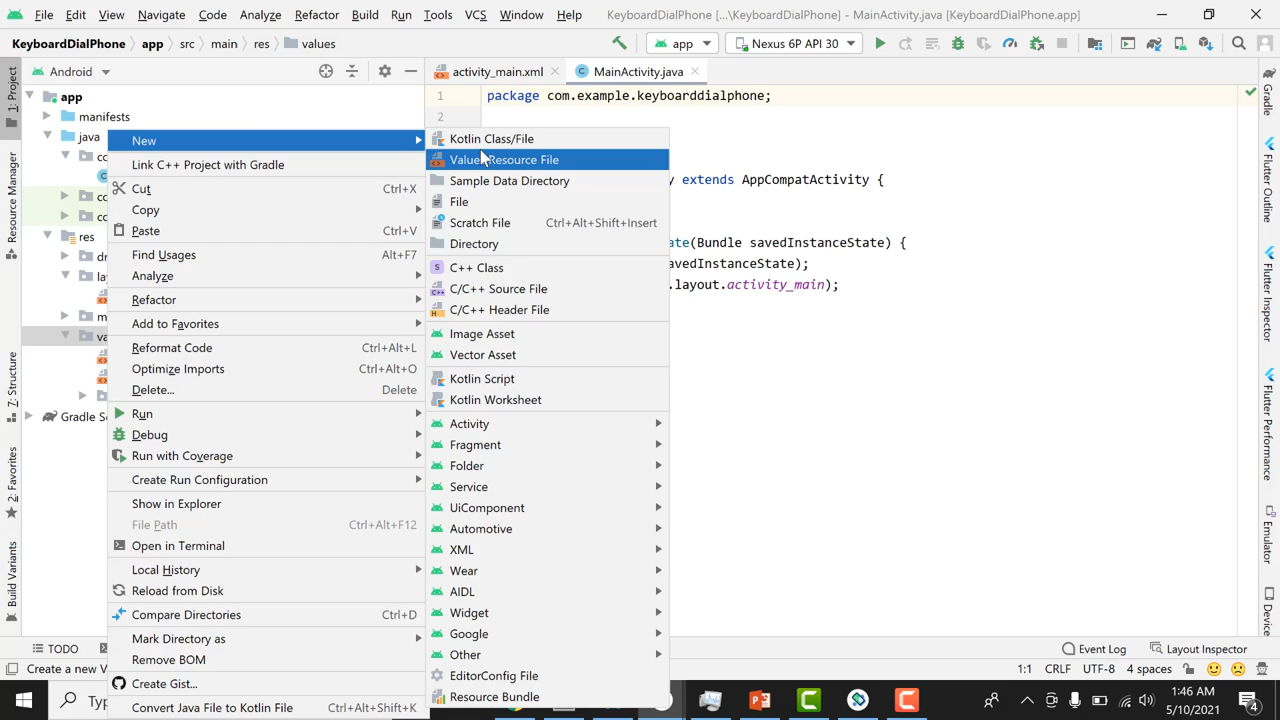 File Edit View Navigate Code Analyze Refactor Build Run Tools VCS Window Help KeyboardDialPhone [...\KeyboardDialPhone] - MainActivity.java [KeyboardDialPhone.app]
KeyboardDialPhone app src main res values app Nexus 6P API 30
Android activity_main.xml MainActivity.java
1: Project
Resource Manager
Z: Structure
2: Favorites
Build Variants
app
manifests
java
co
co
co
res
dr
la
m
va
Gradle Sc
1 package com.example.keyboarddialphone;
2
y extends AppCompatActivity {
ate(Bundle savedInstanceState) {
avedInstanceState);
.layout.activity_main);
New
Link C++ Project with Gradle
Cut Ctrl+X
Copy
Paste Ctrl+V
Find Usages Alt+F7
Analyze
Refactor
Add to Favorites
Reformat Code Ctrl+Alt+L
Optimize Imports Ctrl+Alt+O
Delete... Delete
Run
Debug
Run with Coverage
Create Run Configuration
Show in Explorer
File Path Ctrl+Alt+F12
Open in Terminal
Local History
Reload from Disk
Compare Directories Ctrl+D
Mark Directory as
Remove BOM
Create Gist...
Convert Java File to Kotlin File Ctrl+Alt+Shift+K
Kotlin Class/File
Values Resource File
Sample Data Directory
File
Scratch File Ctrl+Alt+Shift+Insert
Directory
C++ Class
C/C++ Source File
C/C++ Header File
Image Asset
Vector Asset
Kotlin Script
Kotlin Worksheet
Activity
Fragment
Folder
Service
UiComponent
Automotive
XML
Wear
AIDL
Widget
Google
Other
EditorConfig File
Resource Bundle
Gradle
Flutter Outline
Flutter Inspector
Flutter Performance
Emulator
Device
TODO Event Log Layout Inspector
Create a new V 1:1 CRLF UTF-8 4 spaces
Typ
1:46 AM
5/10/2021
4